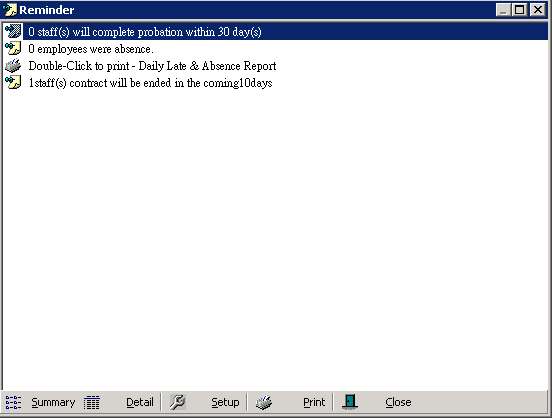 Reminder
0 staff(s) will complete probation within 30 day(s)
0 employees were absence.
Double-Click to print - Daily Late & Absence Report
1staff(s) contract will be ended in the coming10days
Summary Detail Setup Print Close